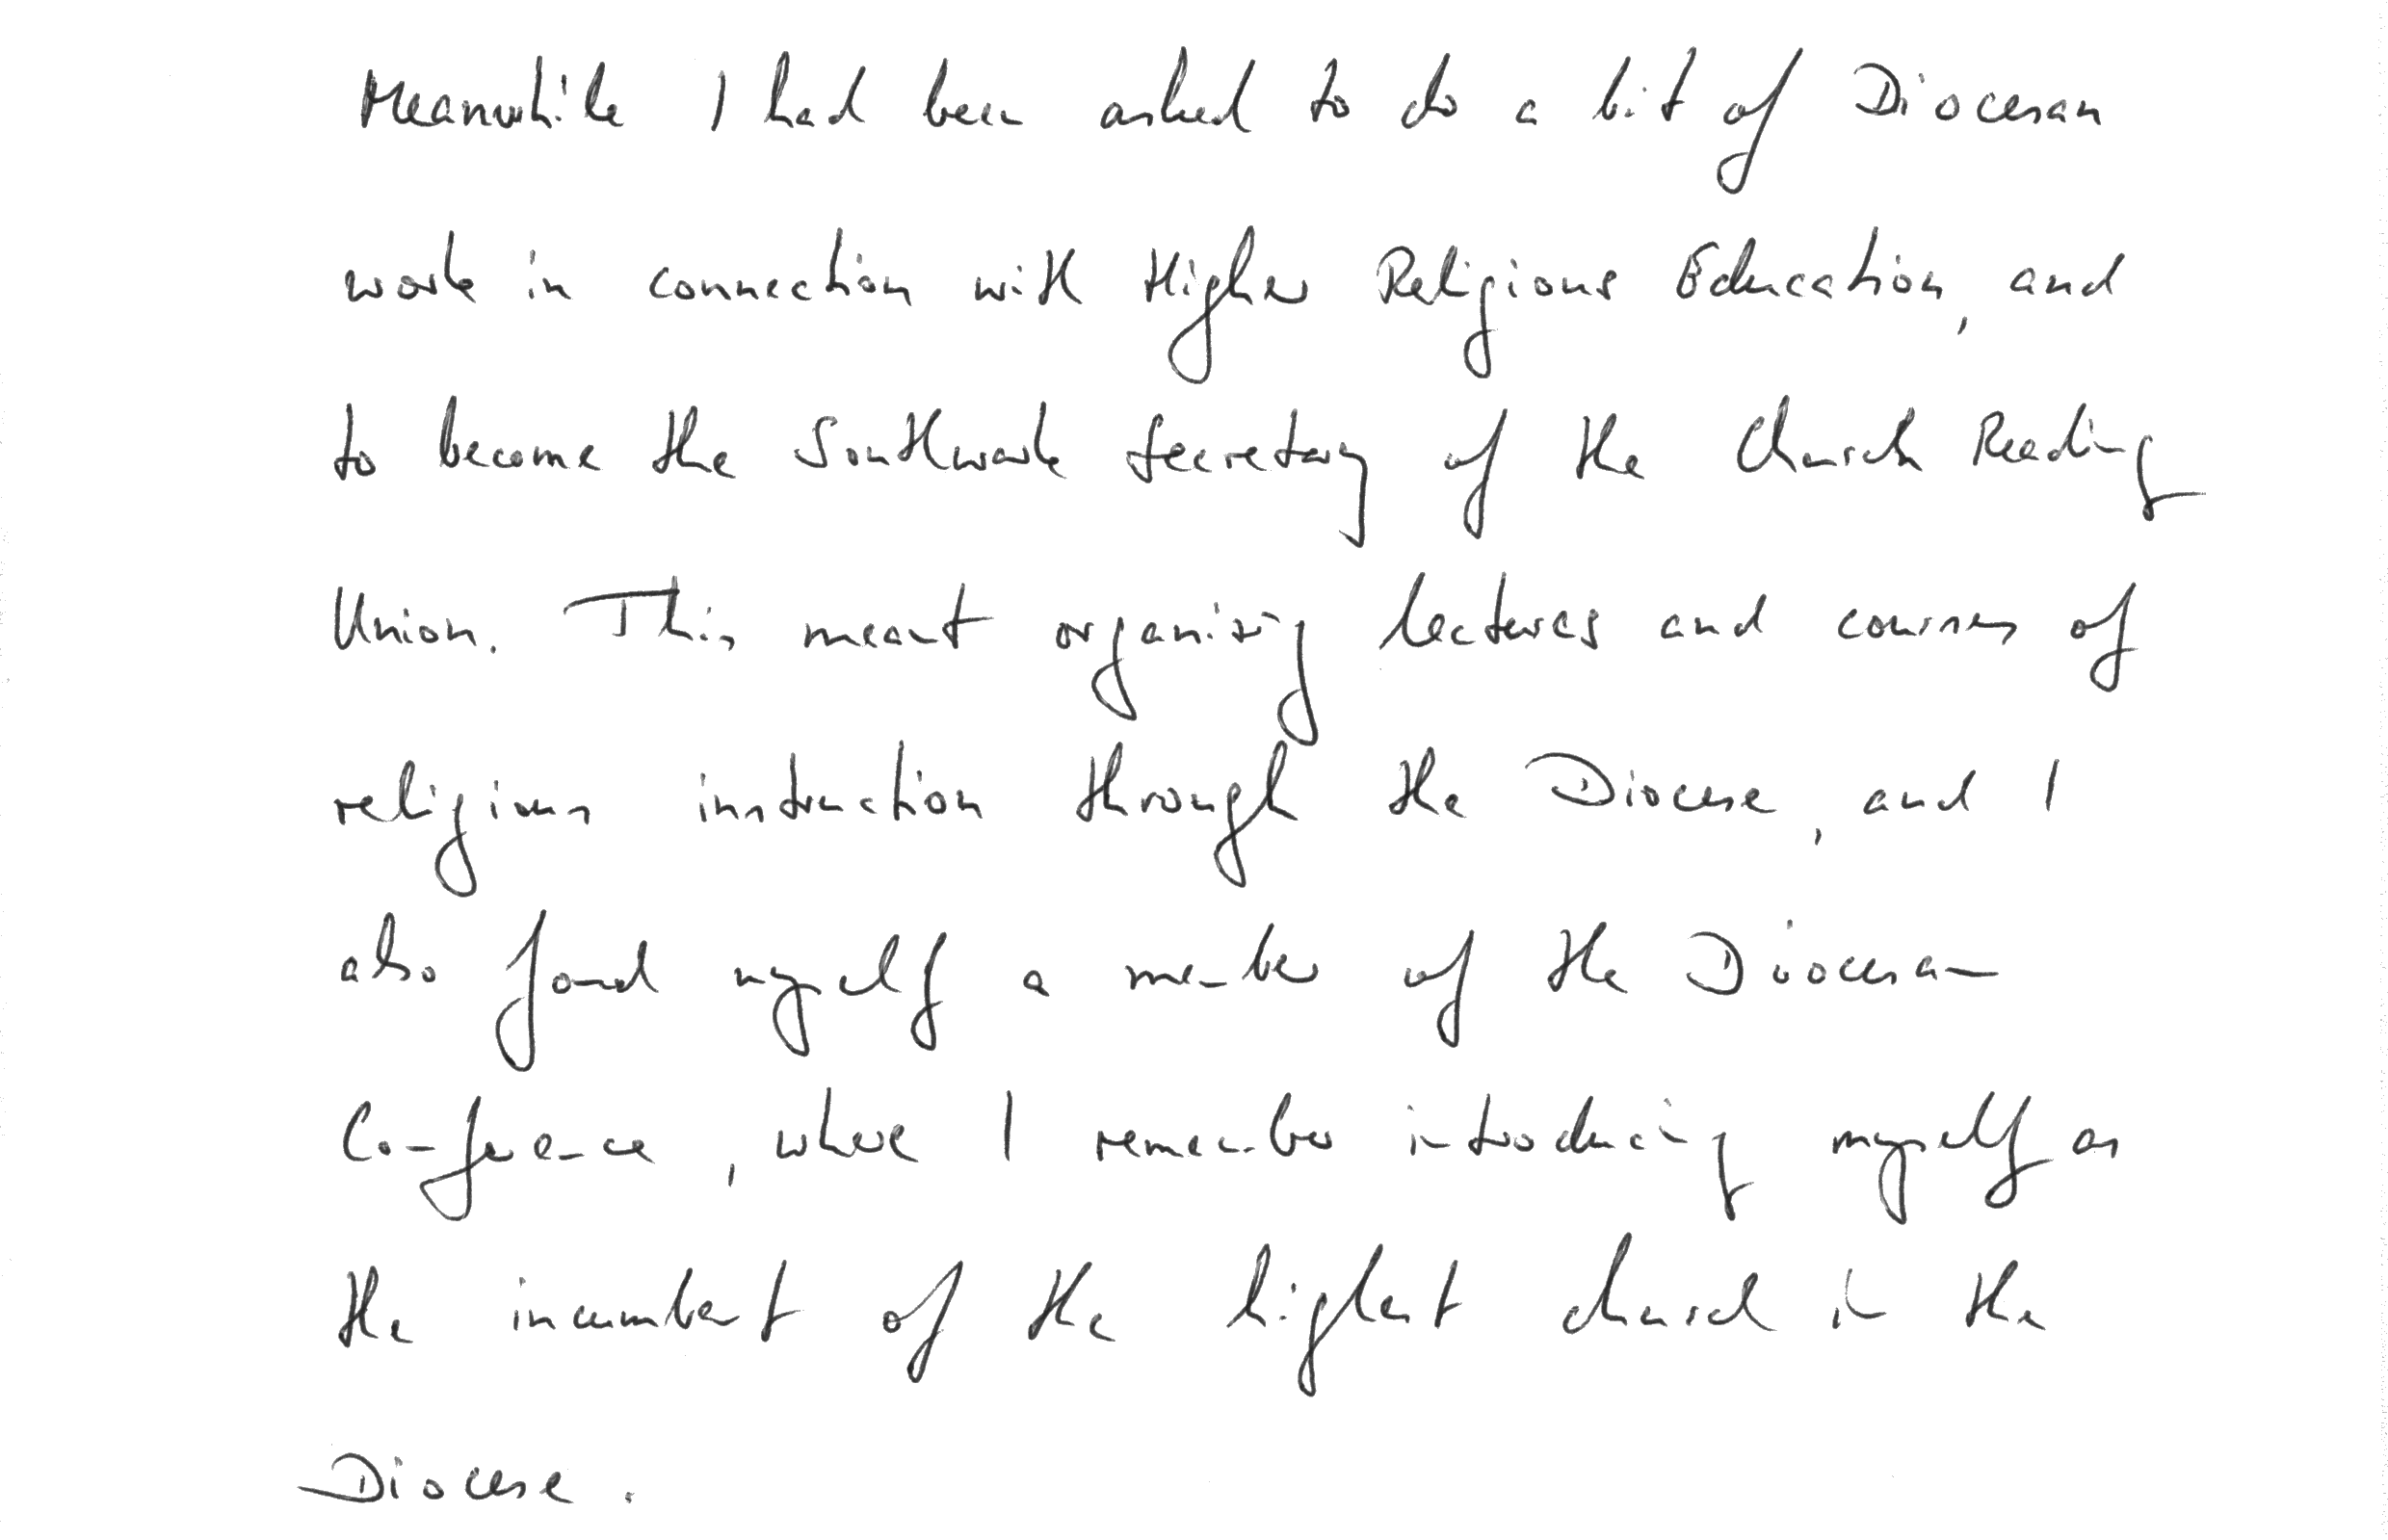 Meanwhile I had been asked to do a bit of Diocesan
work in connection with Higher Religious Education, and
to become the Southwark Secretary of the Church Reading
Union. This meant organising lectures and courses of
religious instruction through the Diocese, and I
also found myself a member of the Diocesan
Conference, where I remember introducing myself as
the incumbent of the highest church in the
Diocese.